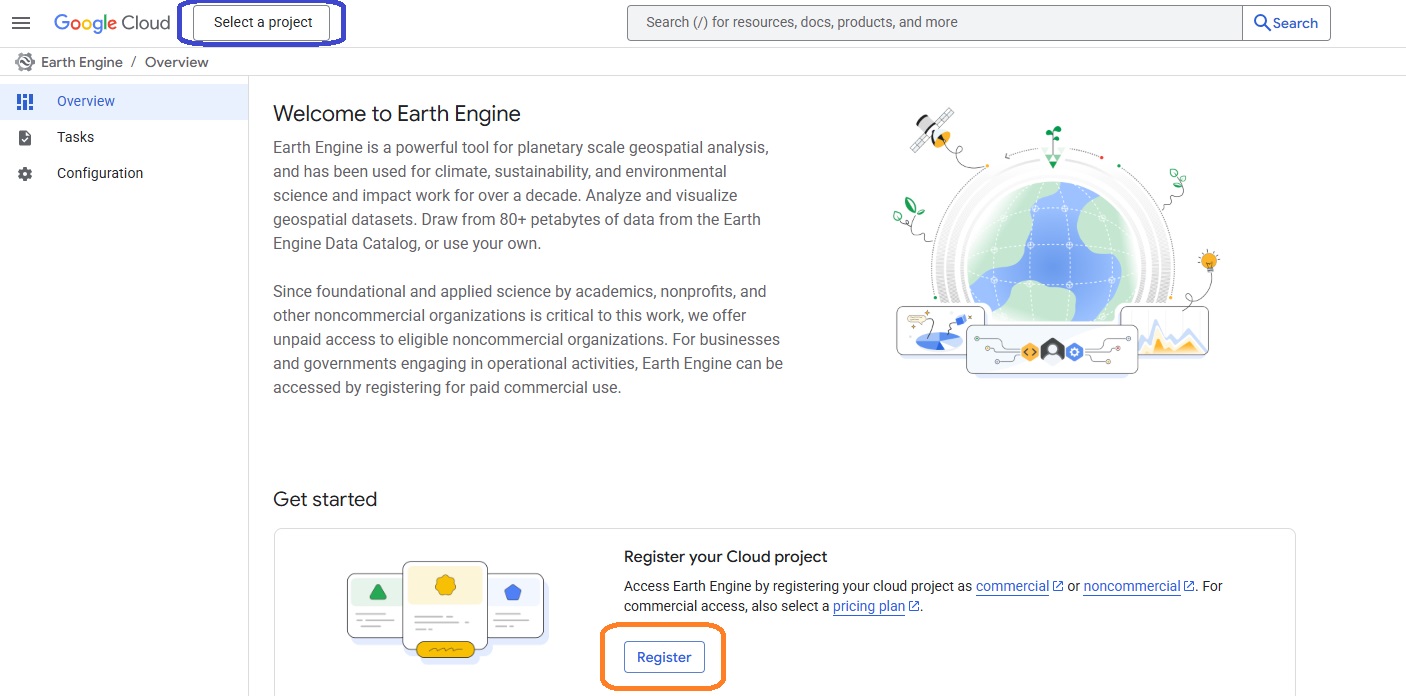 Google Cloud
Select a project
Search (/) for resources, docs, products, and more
Search
Earth Engine / Overview
Overview
Tasks
Configuration
Welcome to Earth Engine
Earth Engine is a powerful tool for planetary scale geospatial analysis,
and has been used for climate, sustainability, and environmental
science and impact work for over a decade. Analyze and visualize
geospatial datasets. Draw from 80+ petabytes of data from the Earth
Engine Data Catalog, or use your own.
Since foundational and applied science by academics, nonprofits, and
other noncommercial organizations is critical to this work, we offer
unpaid access to eligible noncommercial organizations. For businesses
and governments engaging in operational activities, Earth Engine can be
accessed by registering for paid commercial use.
Get started
Register your Cloud project
Access Earth Engine by registering your cloud project as commercial or noncommercial. For
commercial access, also select a pricing plan.
Register